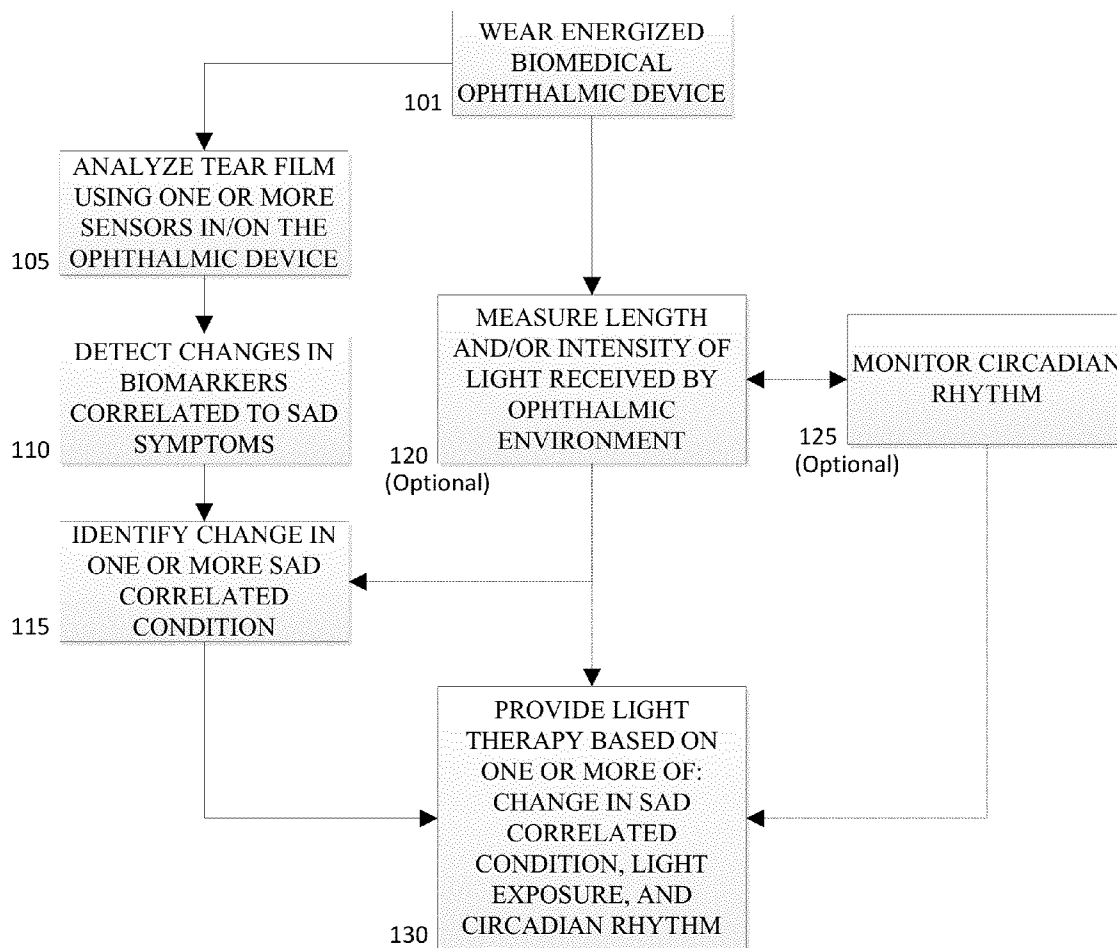 WEAR ENERGIZED
BIOMEDICAL
OPHTHALMIC DEVICE
101
ANALYZE TEAR FILM
USING ONE OR MORE
SENSORS IN/ON THE
OPHTHALMIC DEVICE
105
DETECT CHANGES IN
BIOMARKERS
CORRELATED TO SAD
SYMPTOMS
110
IDENTIFY CHANGE IN
ONE OR MORE SAD
CORRELATED
CONDITION
115
MEASURE LENGTH
AND/OR INTENSITY OF
LIGHT RECEIVED BY
OPHTHALMIC
ENVIRONMENT
120
(Optional)
MONITOR CIRCADIAN
RHYTHM
125
(Optional)
PROVIDE LIGHT
THERAPY BASED ON
ONE OR MORE OF:
CHANGE IN SAD
CORRELATED
CONDITION, LIGHT
EXPOSURE, AND
CIRCADIAN RHYTHM
130